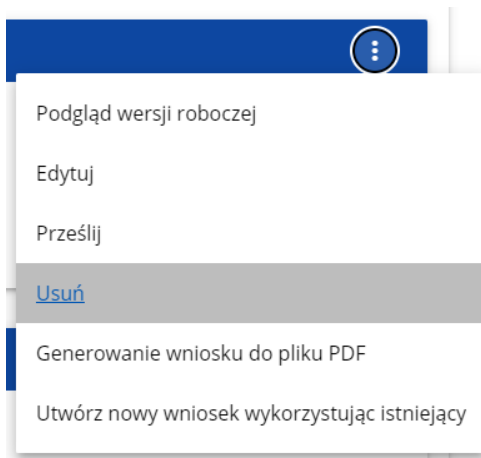 Podgląd wersji roboczej
Edytuj
Prześlij
Usuń
Generowanie wniosku do pliku PDF
Utwórz nowy wniosek wykorzystując istniejący